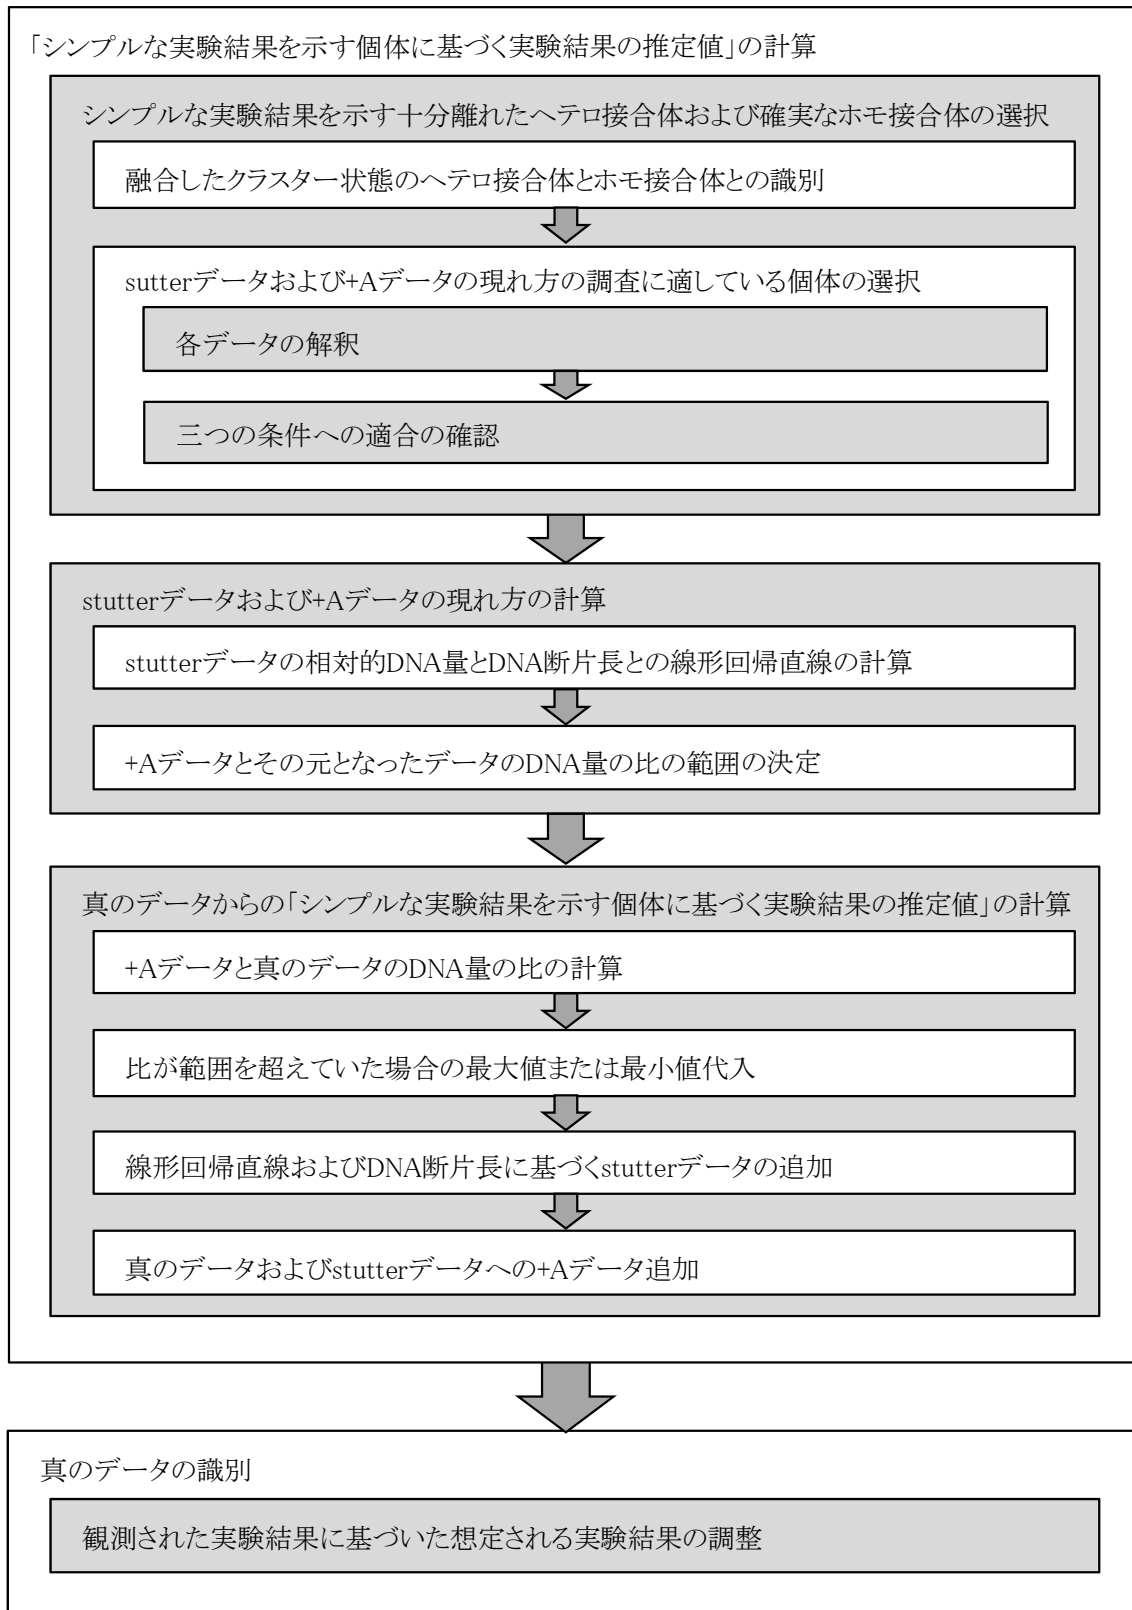 「シンプルな実験結果を示す個体に基づく実験結果の推定値」の計算
シンプルな実験結果を示す十分離れたヘテロ接合体および確実なホモ接合体の選択
融合したクラスター状態のヘテロ接合体とホモ接合体との識別
sutterデータおよび+Aデータの現れ方の調査に適している個体の選択
各データの解釈
三つの条件への適合の確認
stutterデータおよび+Aデータの現れ方の計算
stutterデータの相対的DNA量とDNA断片長との線形回帰直線の計算
+Aデータとその元となったデータのDNA量の比の範囲の決定
真のデータからの「シンプルな実験結果を示す個体に基づく実験結果の推定値」の計算
+Aデータと真のデータのDNA量の比の計算
比が範囲を超えていた場合の最大値または最小値代入
線形回帰直線およびDNA断片長に基づくstutterデータの追加
真のデータおよびstutterデータへの+Aデータ追加
真のデータの識別
観測された実験結果に基づいた想定される実験結果の調整